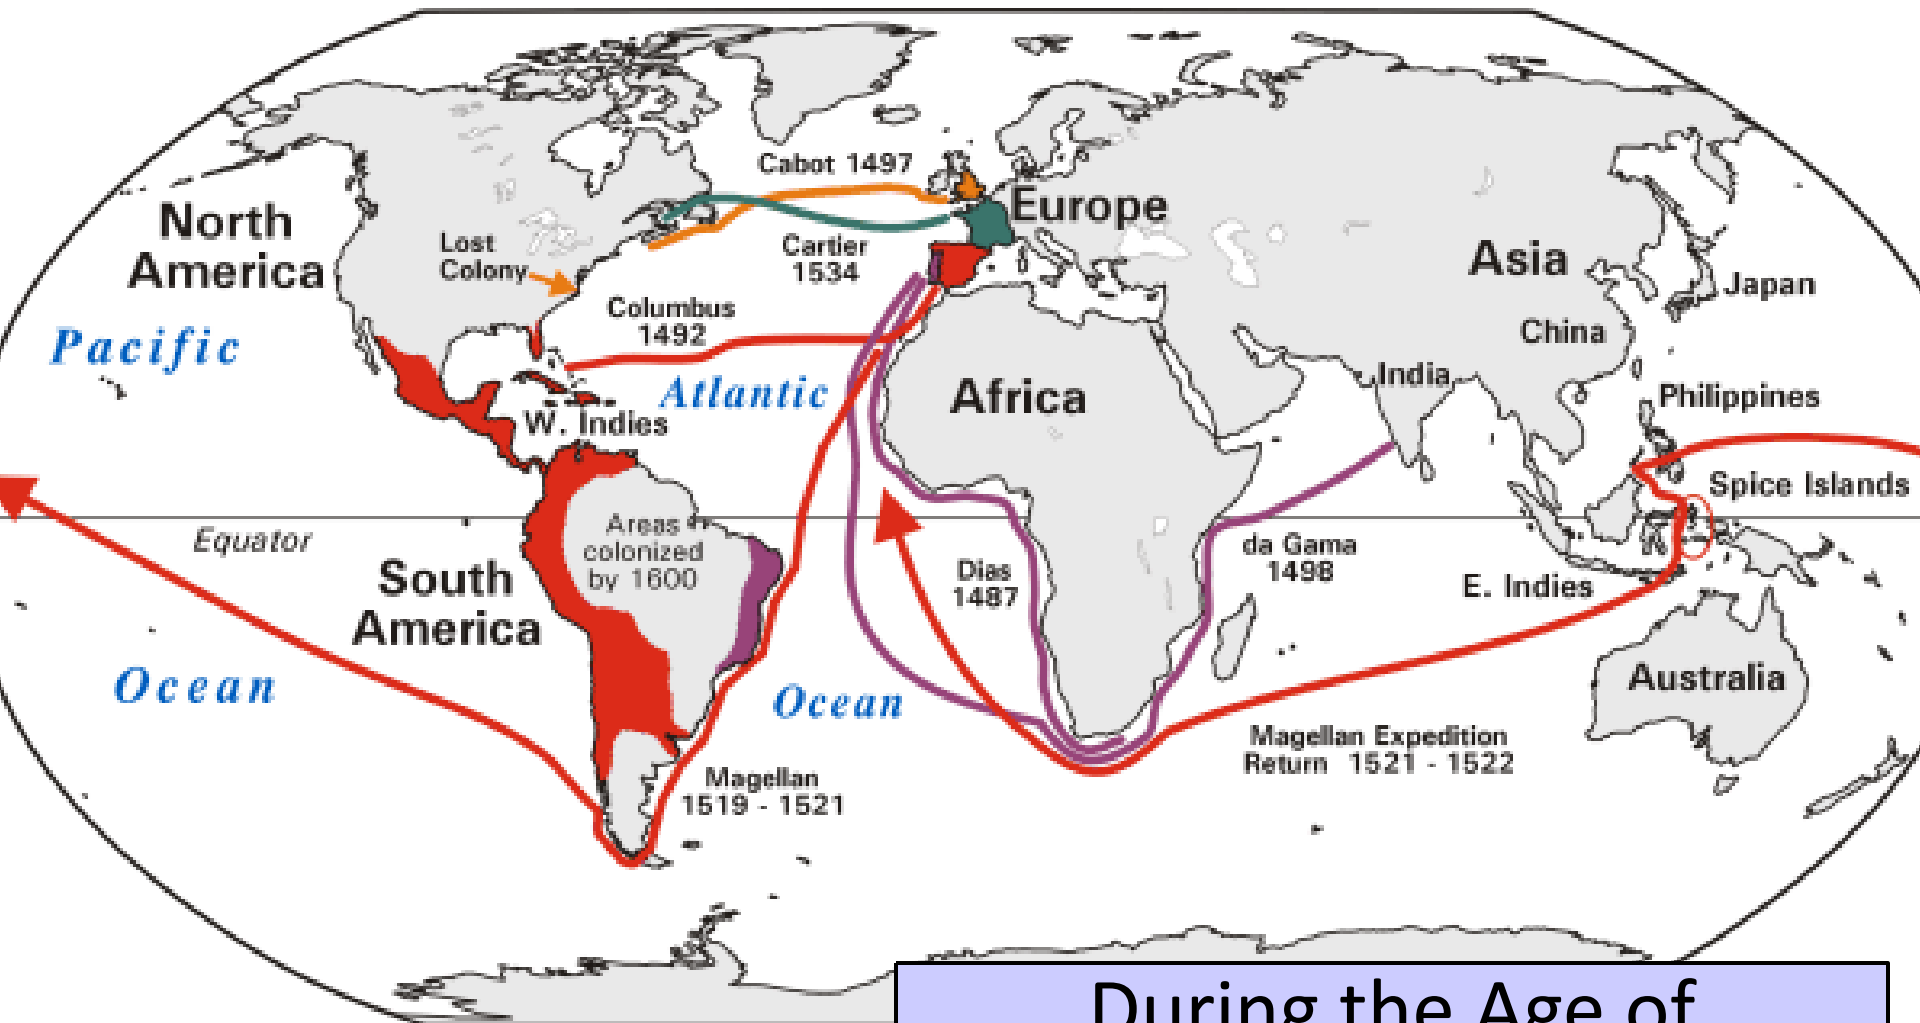 Cabot 1497
North
America
Europe
Lost
Colony
Cartier
1534
Asia
Japan
Columbus
1492
China
Pacific
Atlantic
Africa
India
Philippines
W. Indies
Spice Islands
Equator
Areas
colonized
by 1600
South
America
Dias
1487
da Gama
1498
E. Indies
Ocean
Ocean
Australia
Magellan
1519 - 1521
Magellan Expedition
Return 1521 - 1522
During the Age of